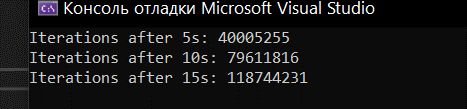 Консоль отладки Microsoft Visual Studio
Iterations after 5s: 40005255
Iterations after 10s: 79611816
Iterations after 15s: 118744231